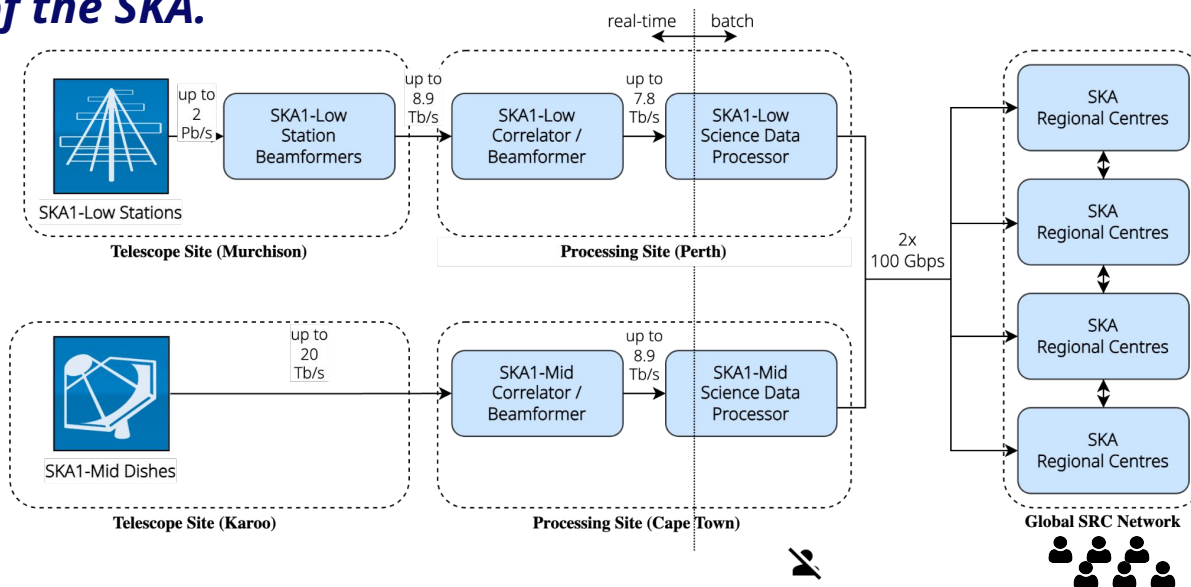 of the SKA.
real-time
batch
up to
2
Pb/s
SKA1-Low
Station
Beamformers
up to
8.9
Tb/s
SKA1-Low
Correlator /
Beamformer
up to
7.8
Tb/s
SKA1-Low
Science Data
Processor
SKA1-Low Stations
Telescope Site (Murchison)
Processing Site (Perth)
2x
100 Gbps
up to
20
Tb/s
SKA1-Mid
Correlator /
Beamformer
up to
8.9
Tb/s
SKA1-Mid
Science Data
Processor
SKA1-Mid Dishes
Telescope Site (Karoo)
Processing Site (Cape Town)
SKA
Regional Centres
SKA
Regional Centres
SKA
Regional Centres
SKA
Regional Centres
Global SRC Network